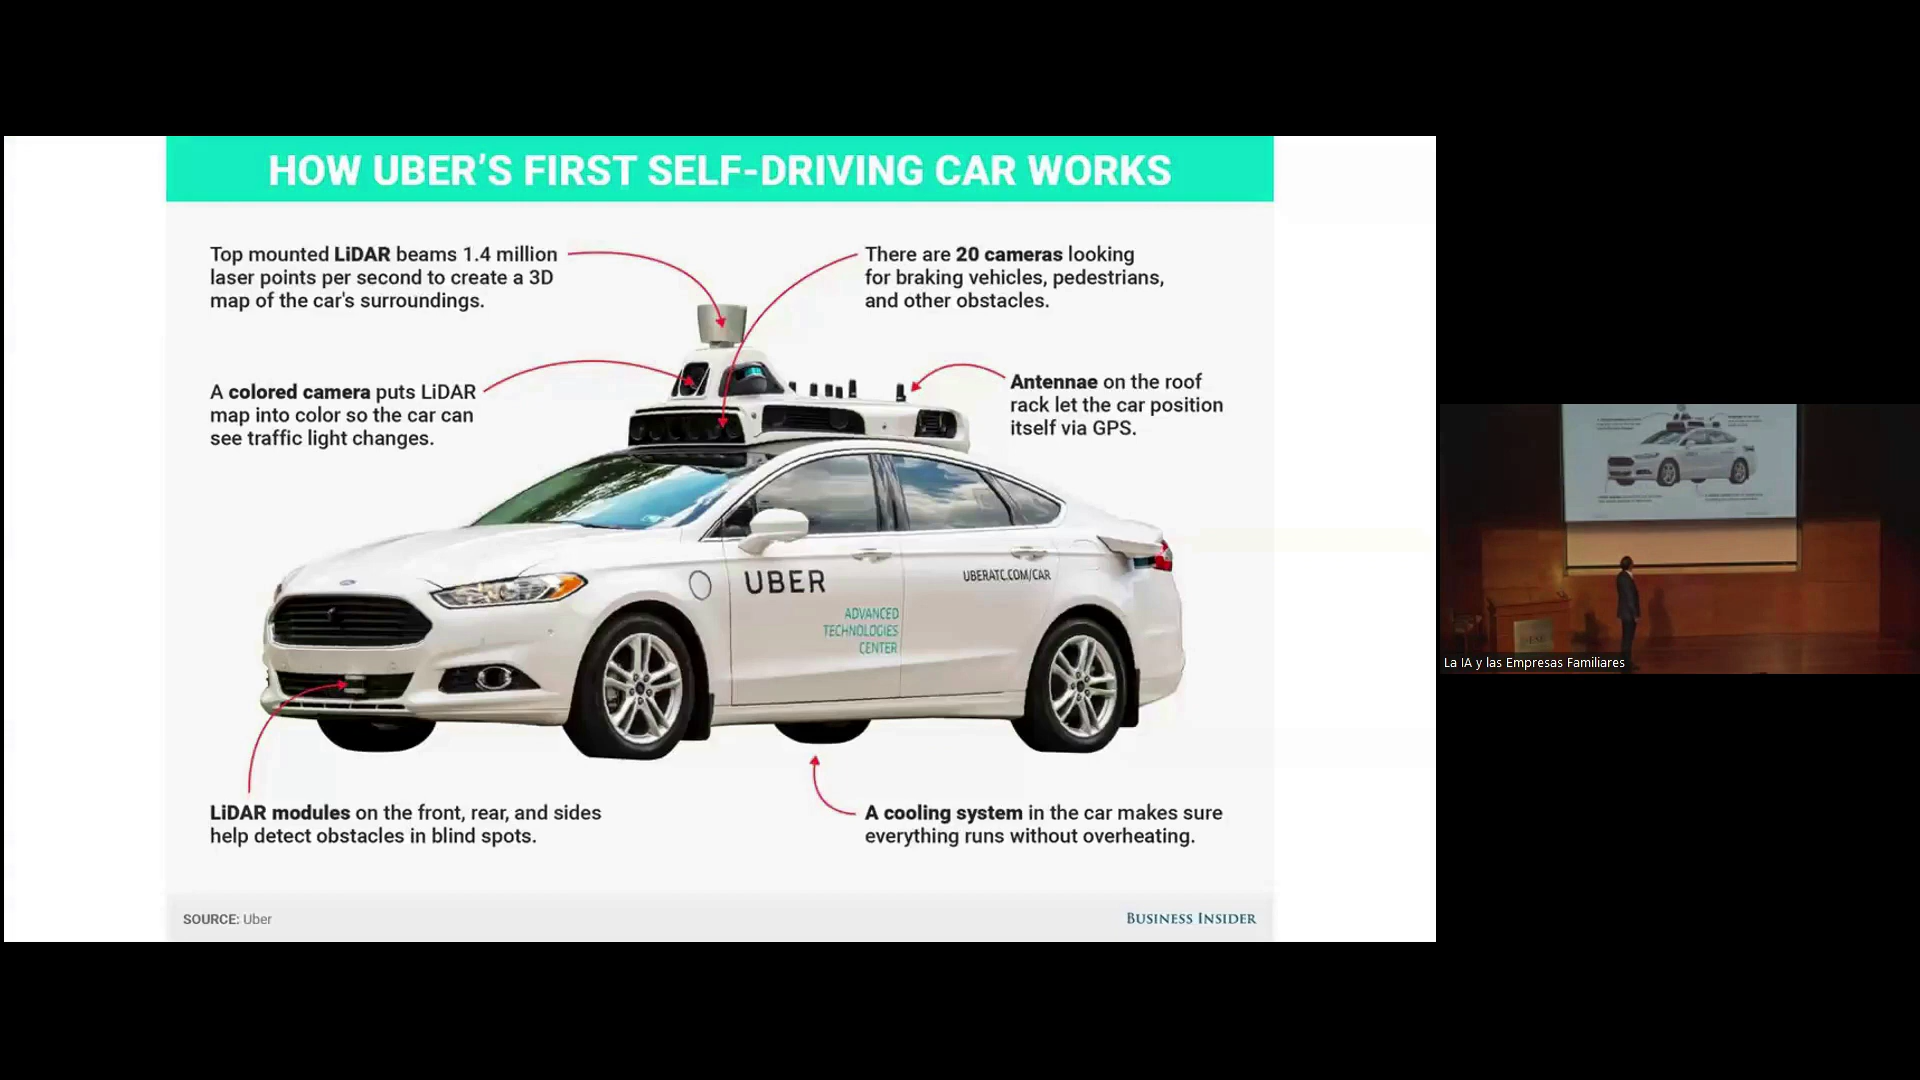 HOW UBER’S FIRST SELF-DRIVING CAR WORKS
Top mounted LiDAR beams 1.4 million
laser points per second to create a 3D
map of the car's surroundings.
There are 20 cameras looking
for braking vehicles, pedestrians,
and other obstacles.
A colored camera puts LiDAR
map into color so the car can
see traffic light changes.
Antennae on the roof
rack let the car position
itself via GPS.
UBER
UBERATC.COM/CAR
ADVANCED
TECHNOLOGIES
CENTER
LiDAR modules on the front, rear, and sides
help detect obstacles in blind spots.
A cooling system in the car makes sure
everything runs without overheating.
SOURCE: Uber
BUSINESS INSIDER
La IA y las Empresas Familiares